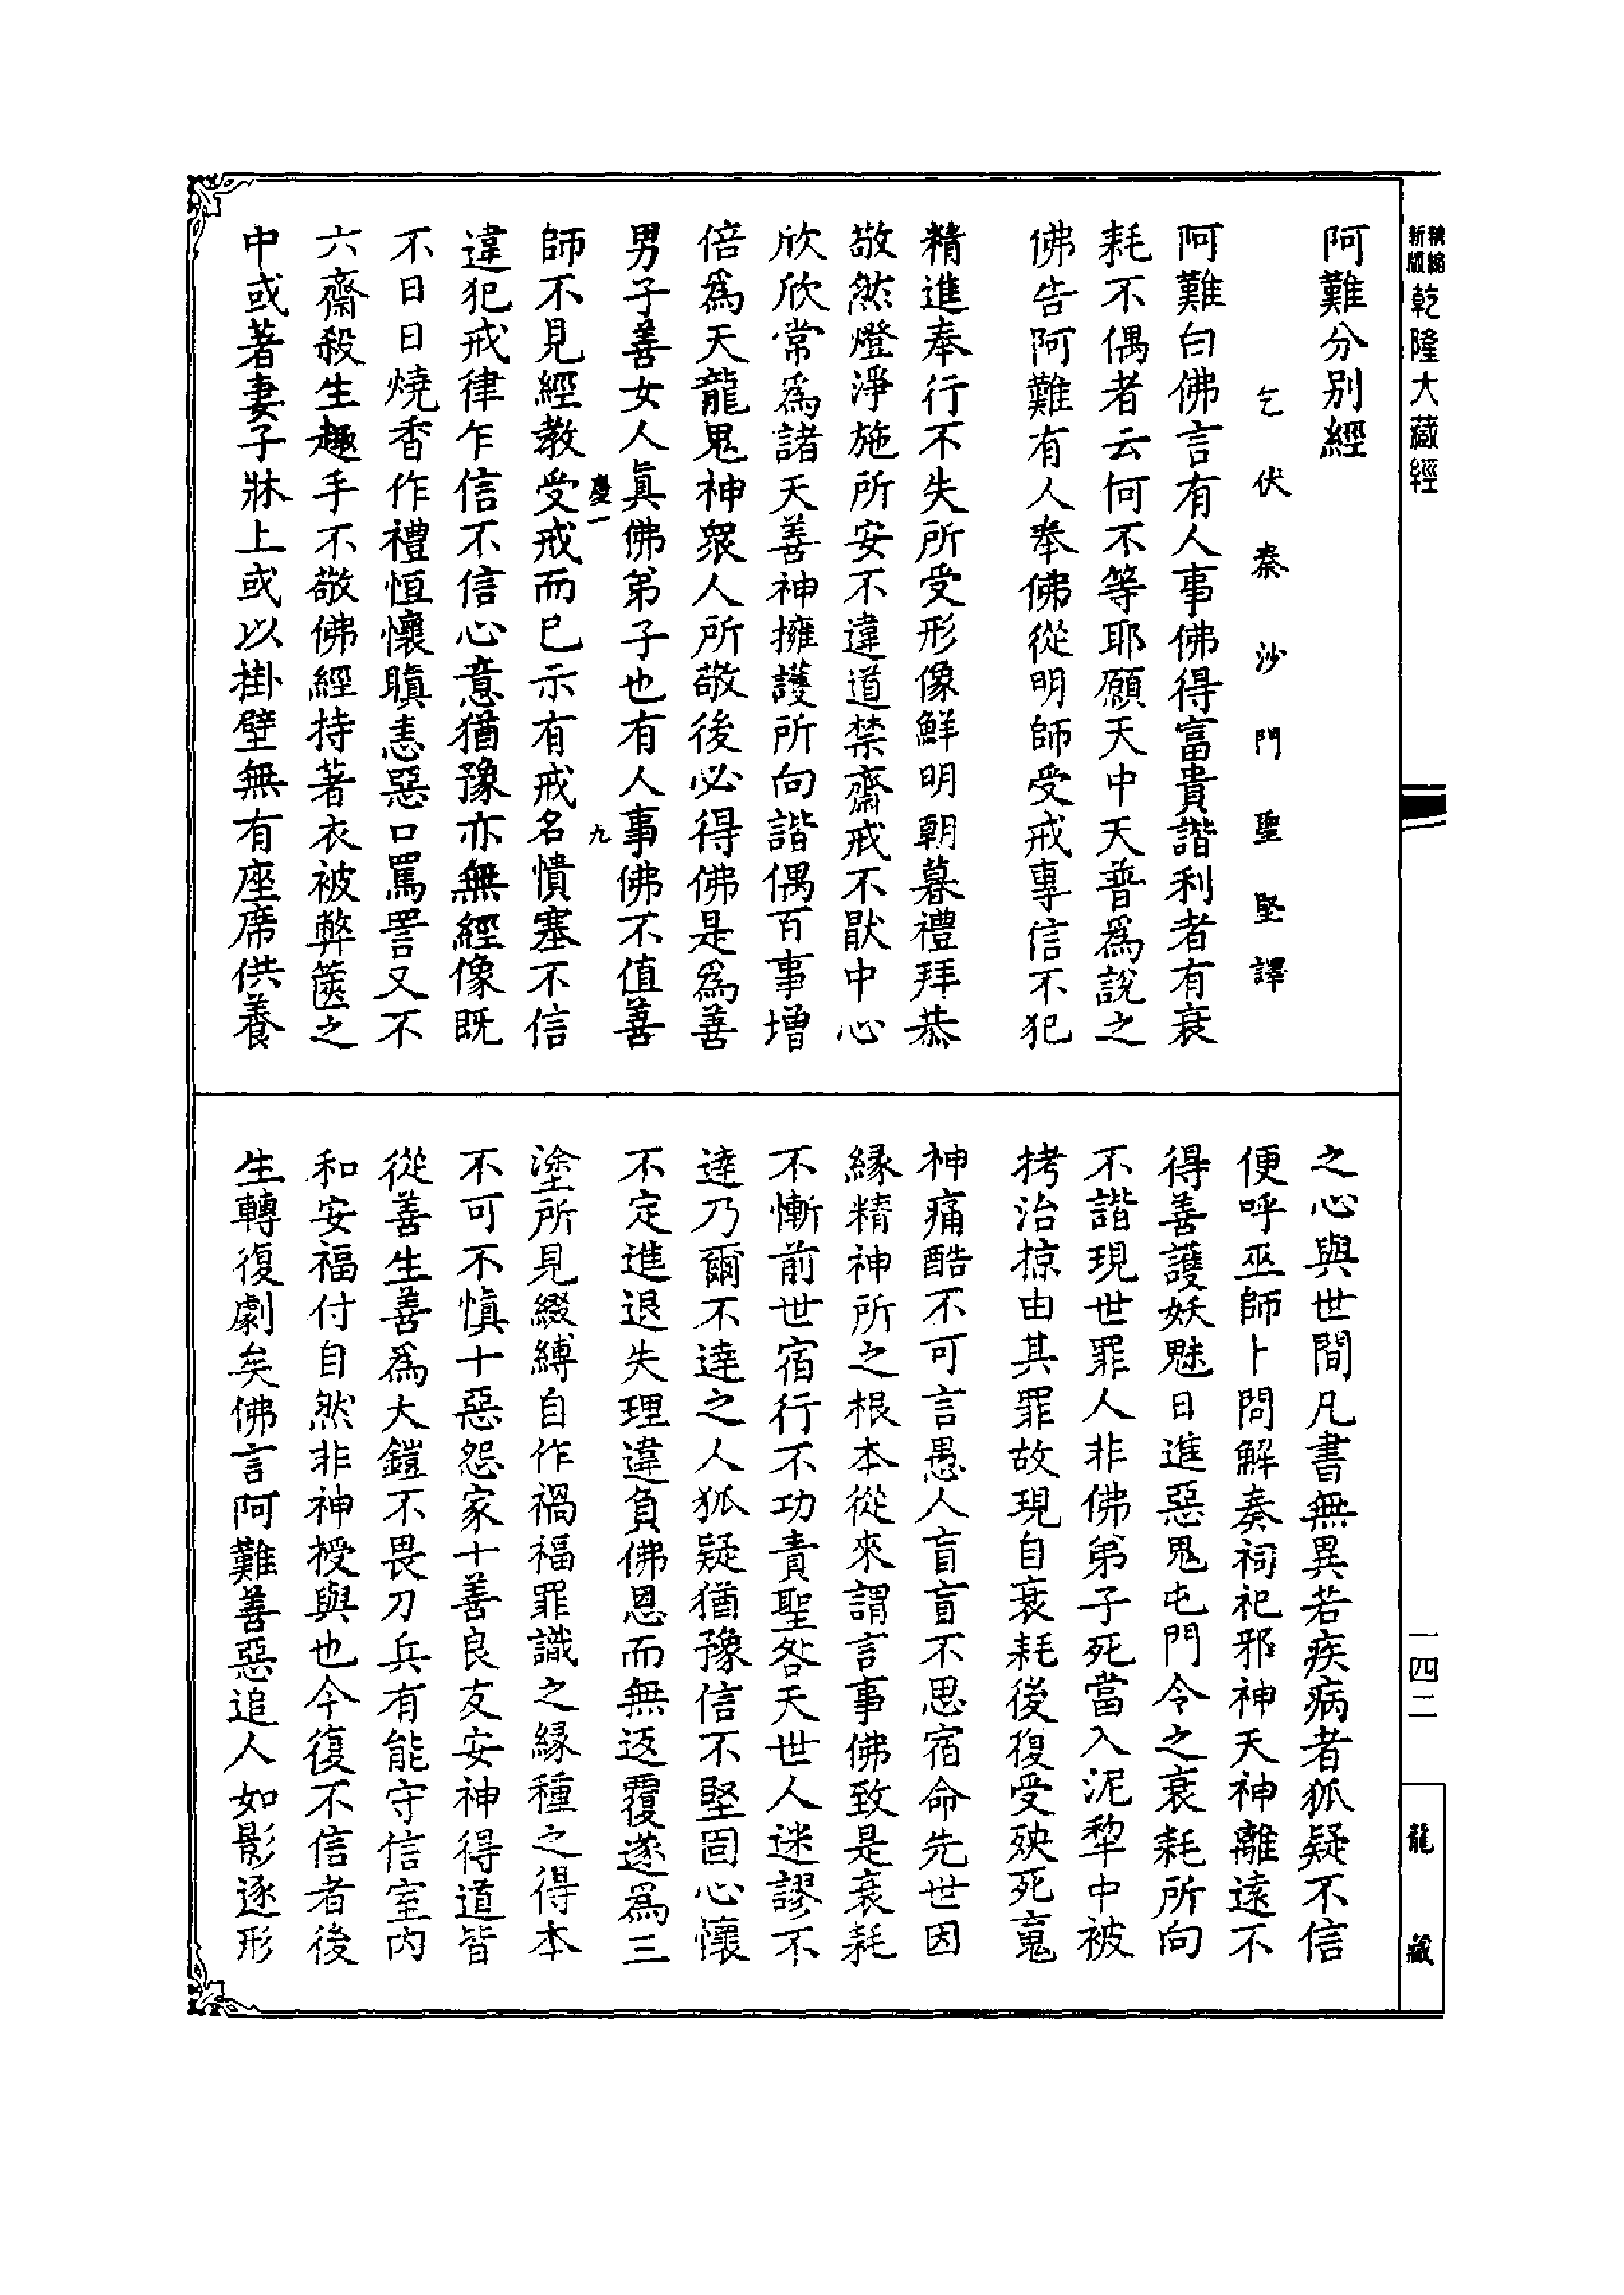 精縮新版乾隆大藏經
一四二
龍藏
阿難分別經
乞伏秦沙門聖堅譯
阿難白佛言有人事佛得富貴諧利者有衰
耗不偶者云何不等耶願天中天普爲說之
佛告阿難有人奉佛從明師受戒專信不犯
精進奉行不失所受形像鮮明朝暮禮拜恭
敬然燈淨施所安不違道禁齋戒不厭中心
欣欣常爲諸天善神擁護所向諧偶百事增
倍爲天龍鬼神衆人所敬後必得佛是爲善
男子善女人眞佛弟子也有人事佛不值善
慶一
九
師不見經教受戒而已示有戒名憒塞不信
違犯戒律乍信不信心意猶豫亦無經像既
不日日燒香作禮恒懷瞋恚惡口罵詈又不
六齋殺生趣手不敬佛經持著衣被弊篋之
中或著妻子牀上或以掛壁無有座席供養
之心與世間凡書無異若疾病者狐疑不信
便呼巫師卜問解奏祠祀邪神天神離遠不
得善護妖魅日進惡鬼屯門令之衰耗所向
不諧現世罪人非佛弟子死當入泥犂中被
拷治掠由其罪故現自衰耗後復受殃死魂
神痛酷不可言愚人盲盲不思宿命先世因
緣精神所之根本從來謂言事佛致是衰耗
不慚前世宿行不功責聖咎天世人迷謬不
達乃爾不達之人狐疑猶豫信不堅固心懷
不定進退失理違負佛恩而無返覆遂爲三
塗所見綴縛自作禍福罪識之緣種之得本
不可不慎十惡怨家十善良友安神得道皆
從善生善爲大鎧不畏刀兵有能守信室內
和安福付自然非神授與也今復不信者後
生轉復劇矣佛言阿難善惡追人如影逐形